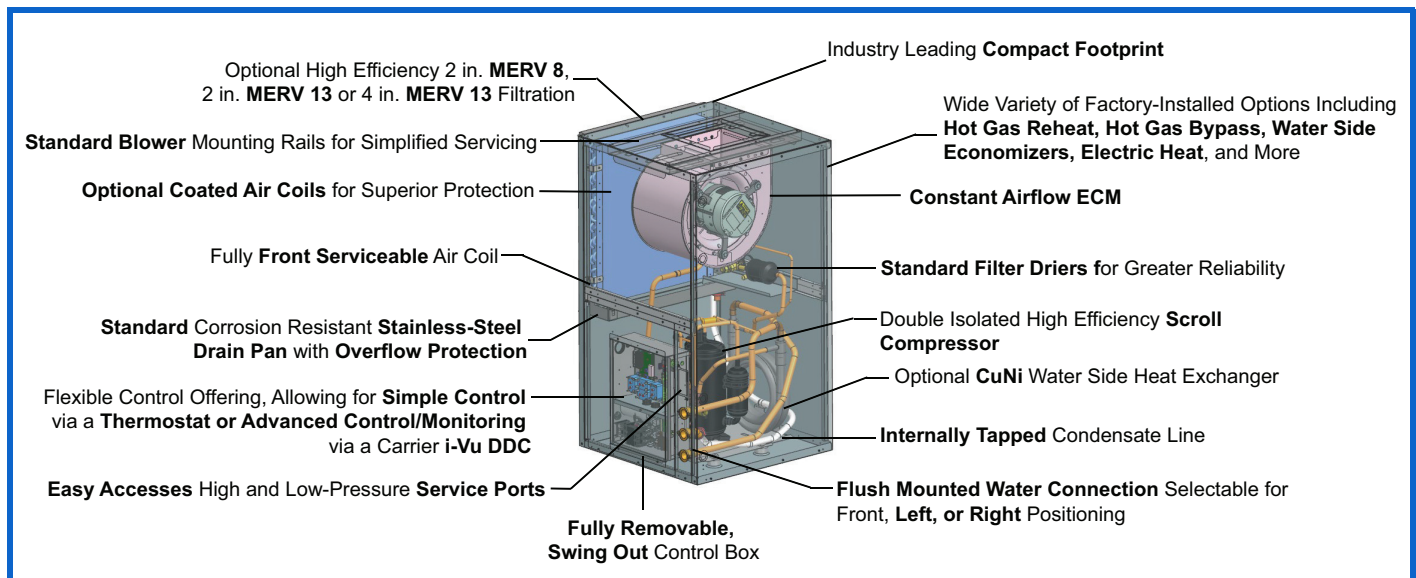 Optional High Efficiency 2 in. MERV 8,
2 in. MERV 13 or 4 in. MERV 13 Filtration
Standard Blower Mounting Rails for Simplified Servicing
Optional Coated Air Coils for Superior Protection
Fully Front Serviceable Air Coil
Standard Corrosion Resistant Stainless-Steel
Drain Pan with Overflow Protection
Flexible Control Offering, Allowing for Simple Control
via a Thermostat or Advanced Control/Monitoring
via a Carrier i-Vu DDC
Easy Accesses High and Low-Pressure Service Ports
Fully Removable,
Swing Out Control Box
Industry Leading Compact Footprint
Wide Variety of Factory-Installed Options Including
Hot Gas Reheat, Hot Gas Bypass, Water Side
Economizers, Electric Heat, and More
Constant Airflow ECM
Standard Filter Driers for Greater Reliability
Double Isolated High Efficiency Scroll
Compressor
Optional CuNi Water Side Heat Exchanger
Internally Tapped Condensate Line
Flush Mounted Water Connection Selectable for
Front, Left, or Right Positioning